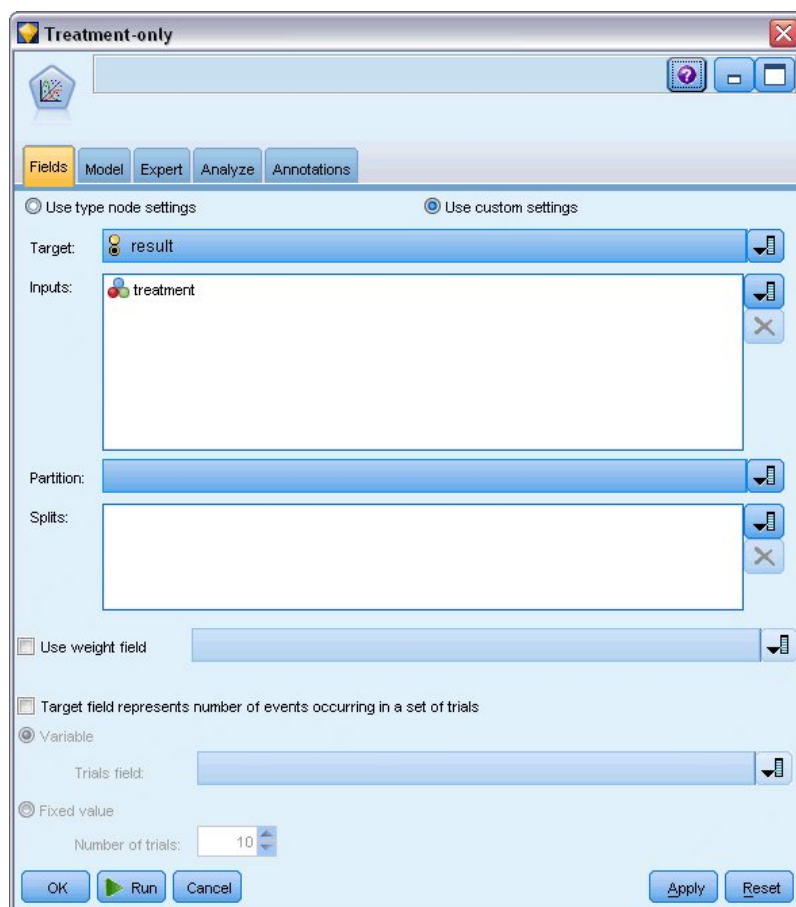 Treatment-only
Fields Model Expert Analyze Annotations
Use type node settings Use custom settings
Target: result
Inputs: treatment
Partition:
Splits:
Use weight field
Target field represents number of events occurring in a set of trials
Variable
Trials field:
Fixed value
Number of trials: 10
OK Run Cancel Apply Reset